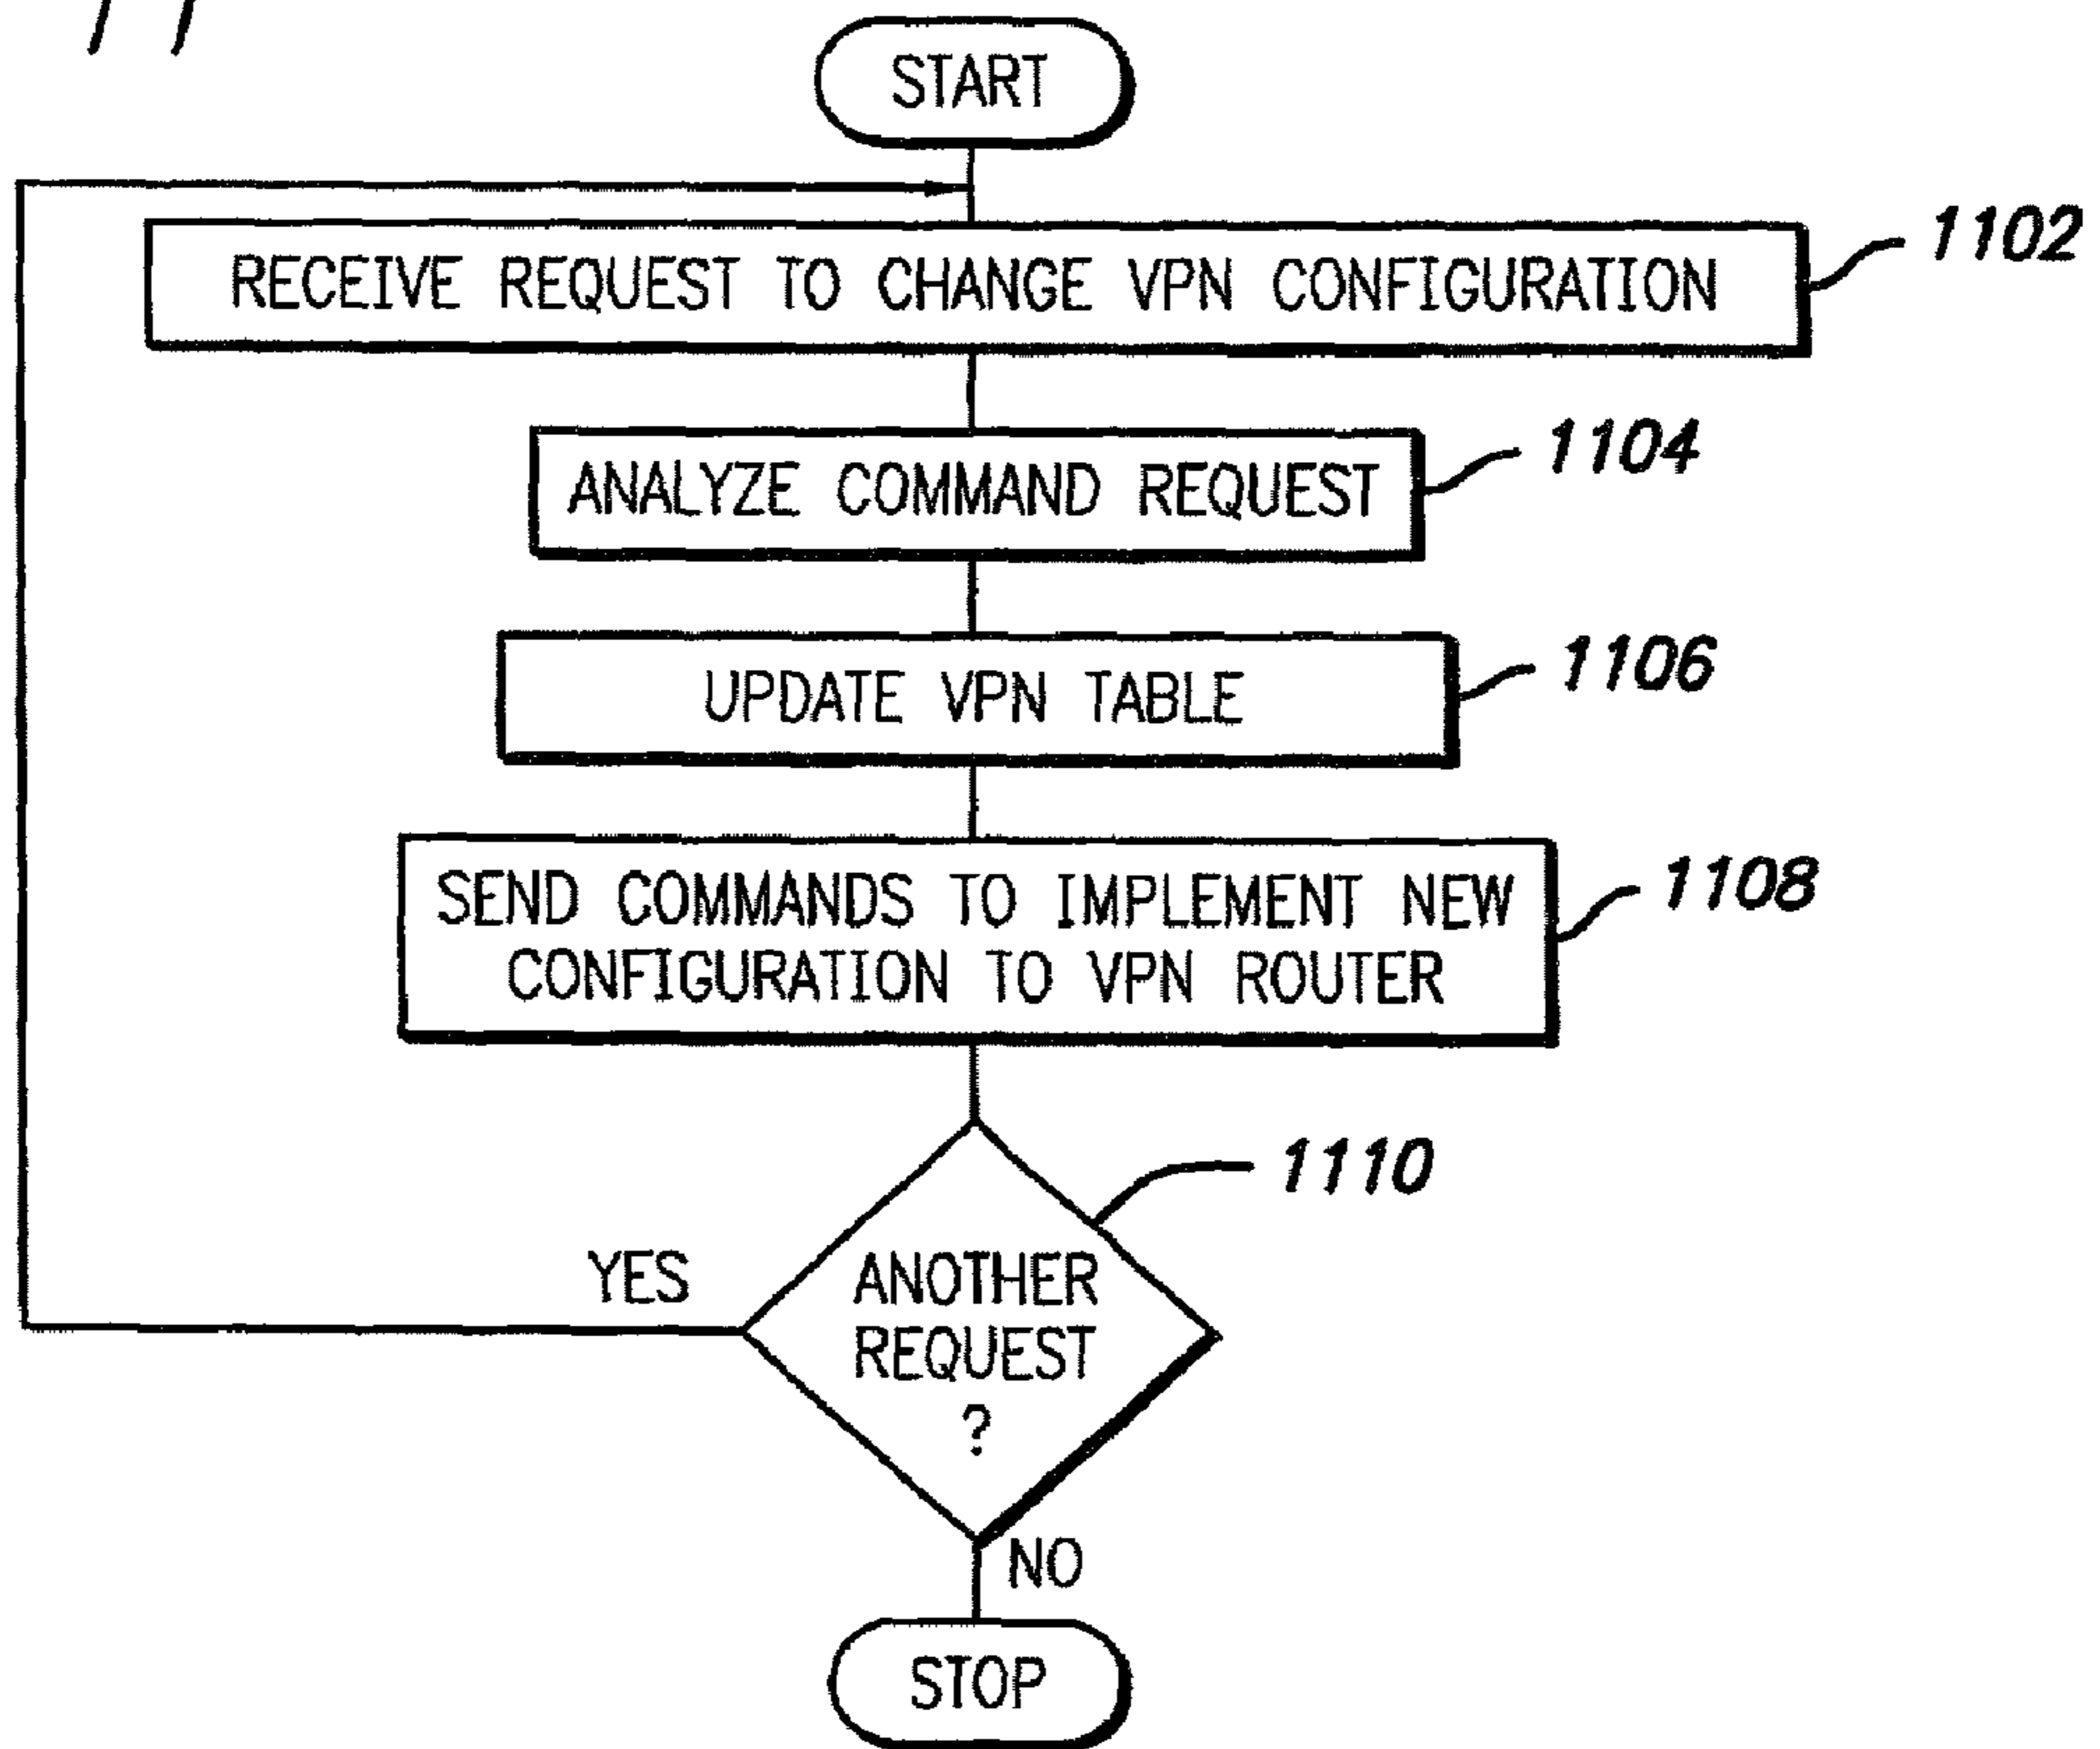 START
RECEIVE REQUEST TO CHANGE VPN CONFIGURATION
1102
ANALYZE COMMAND REQUEST
1104
UPDATE VPN TABLE
1106
SEND COMMANDS TO IMPLEMENT NEW
CONFIGURATION TO VPN ROUTER
1108
1110
YES
ANOTHER
REQUEST
?
NO
STOP